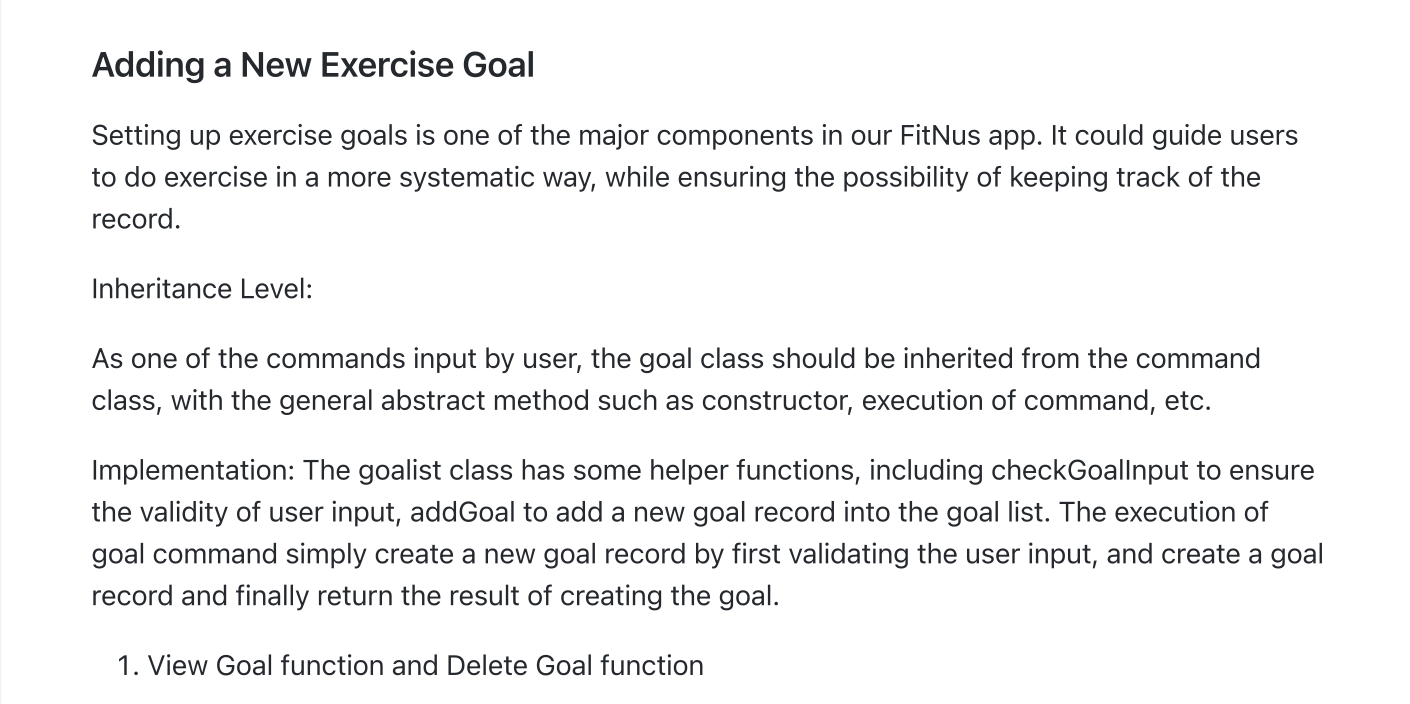 Adding a New Exercise Goal
Setting up exercise goals is one of the major components in our FitNus app. It could guide users
to do exercise in a more systematic way, while ensuring the possibility of keeping track of the
record.
Inheritance Level:
As one of the commands input by user, the goal class should be inherited from the command
class, with the general abstract method such as constructor, execution of command, etc.
Implementation: The goalist class has some helper functions, including checkGoalInput to ensure
the validity of user input, addGoal to add a new goal record into the goal list. The execution of
goal command simply create a new goal record by first validating the user input, and create a goal
record and finally return the result of creating the goal.
1. View Goal function and Delete Goal function